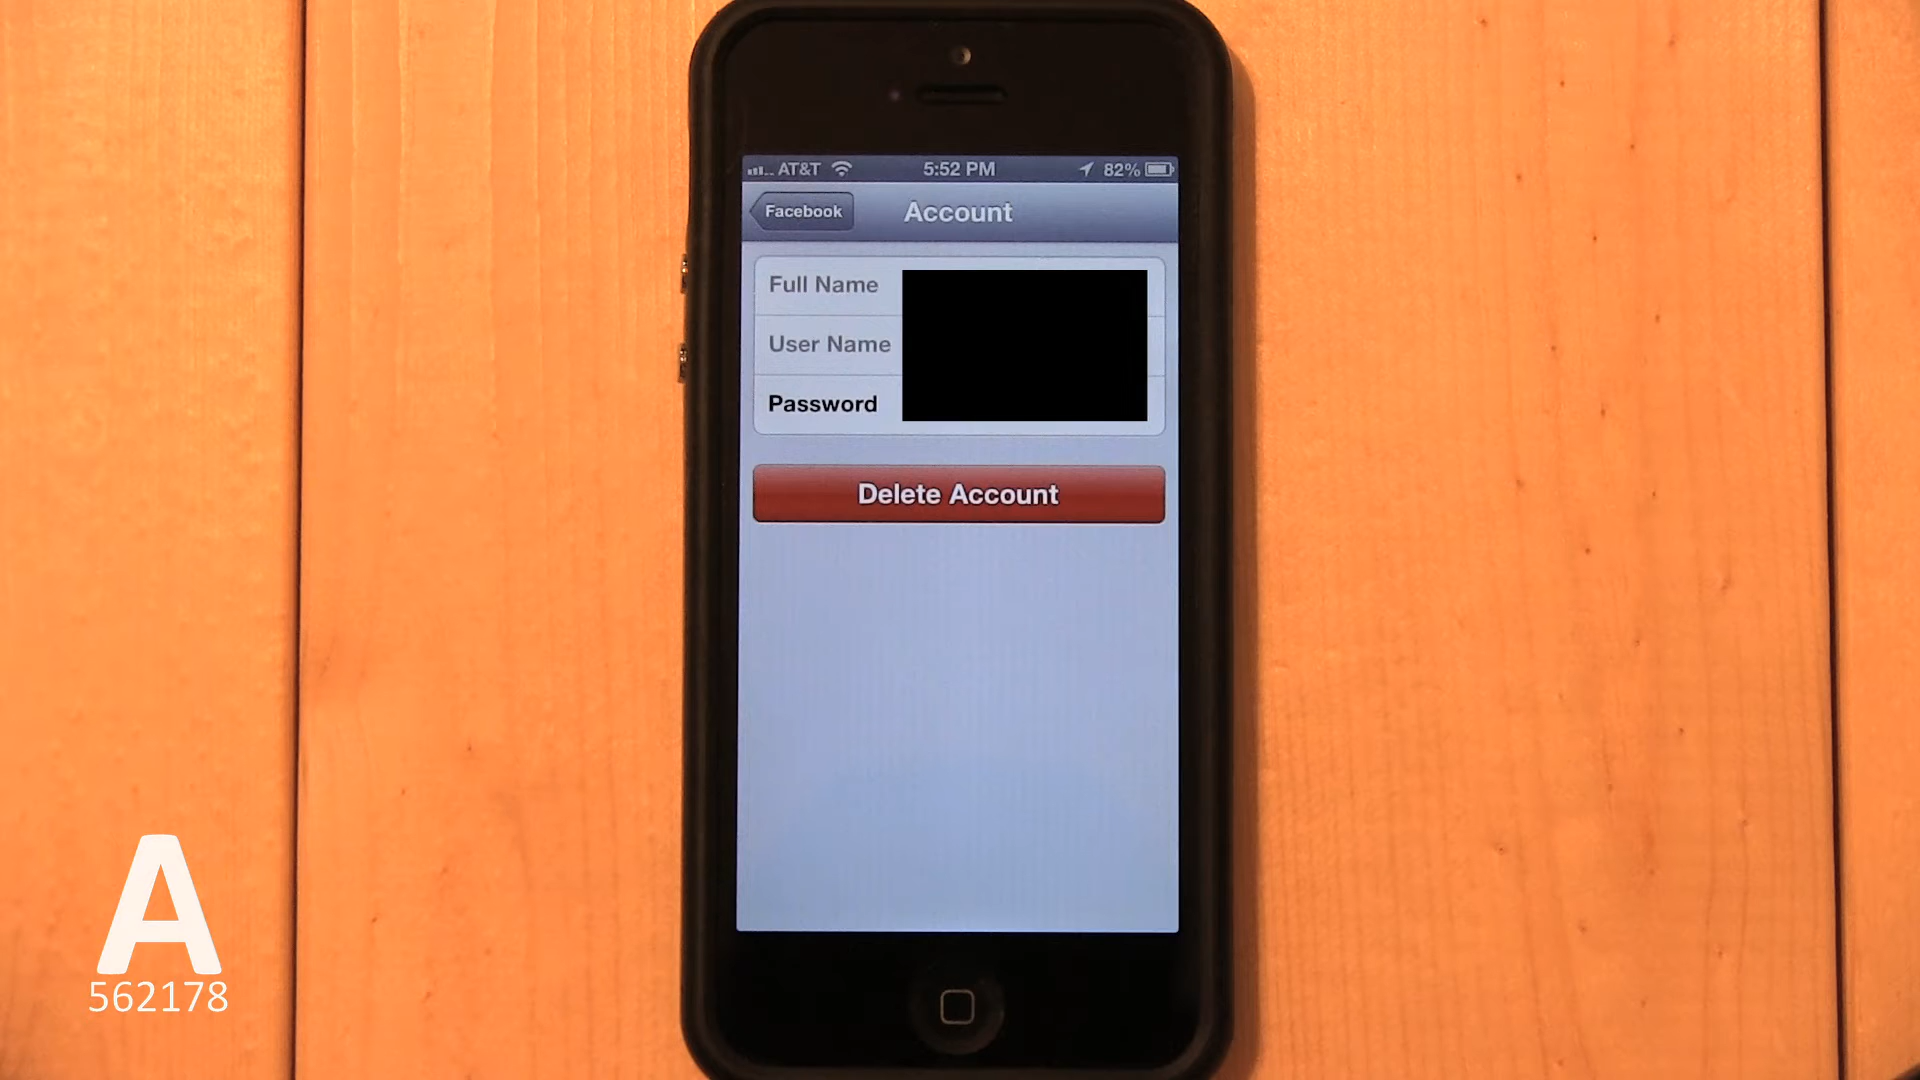 AT&T 5:52 PM 82%
Facebook Account
Full Name
User Name
Password
Delete Account
A
562178